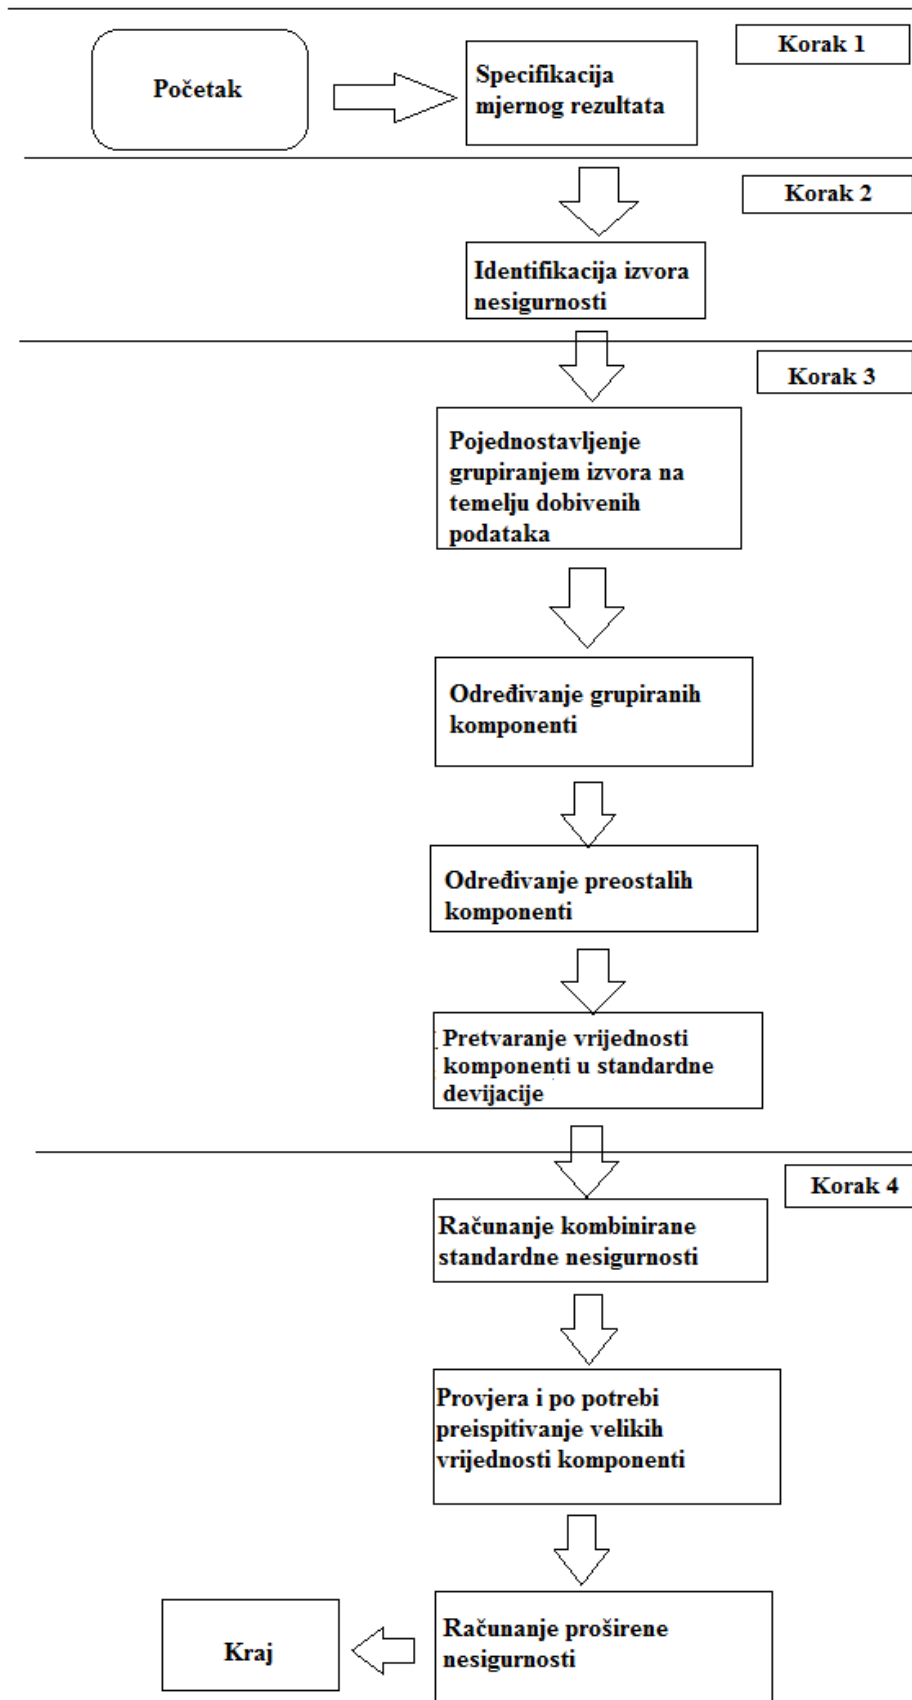 Korak 1
Početak
Specifikacija
mjernog rezultata
Korak 2
Identifikacija izvora
nesigurnosti
Korak 3
Pojednostavljenje
grupiranjem izvora na
temelju dobivenih
podataka
Određivanje grupiranih
komponenti
Određivanje preostalih
komponenti
Pretvaranje vrijednosti
komponenti u standardne
devijacije
Korak 4
Računanje kombinirane
standardne nesigurnosti
Provjera i po potrebi
preispitivanje velikih
vrijednosti komponenti
Računanje proširene
nesigurnosti
Kraj